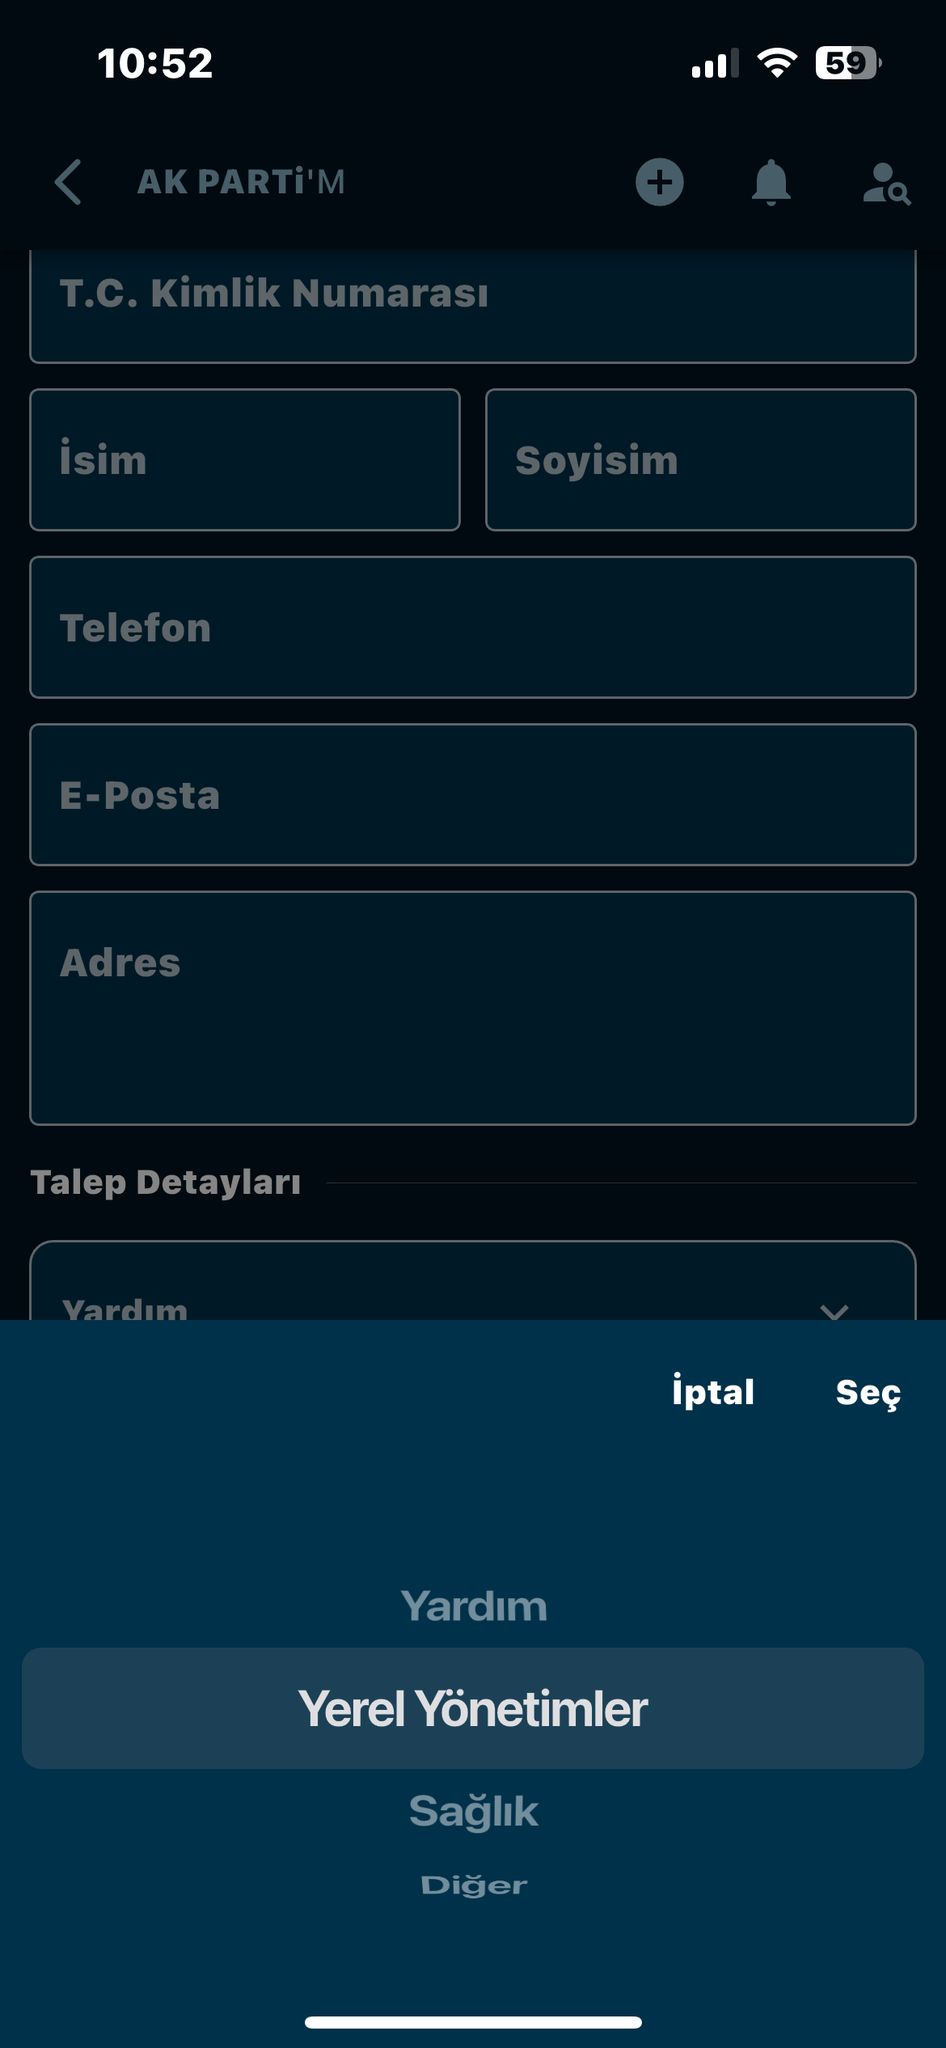 10:52
59
AK PARTİ'M
T.C. Kimlik Numarası
İsim
Soyisim
Telefon
E-Posta
Adres
Talep Detayları
Yardım
İptal
Seç
Yardım
Yerel Yönetimler
Sağlık
Diğer